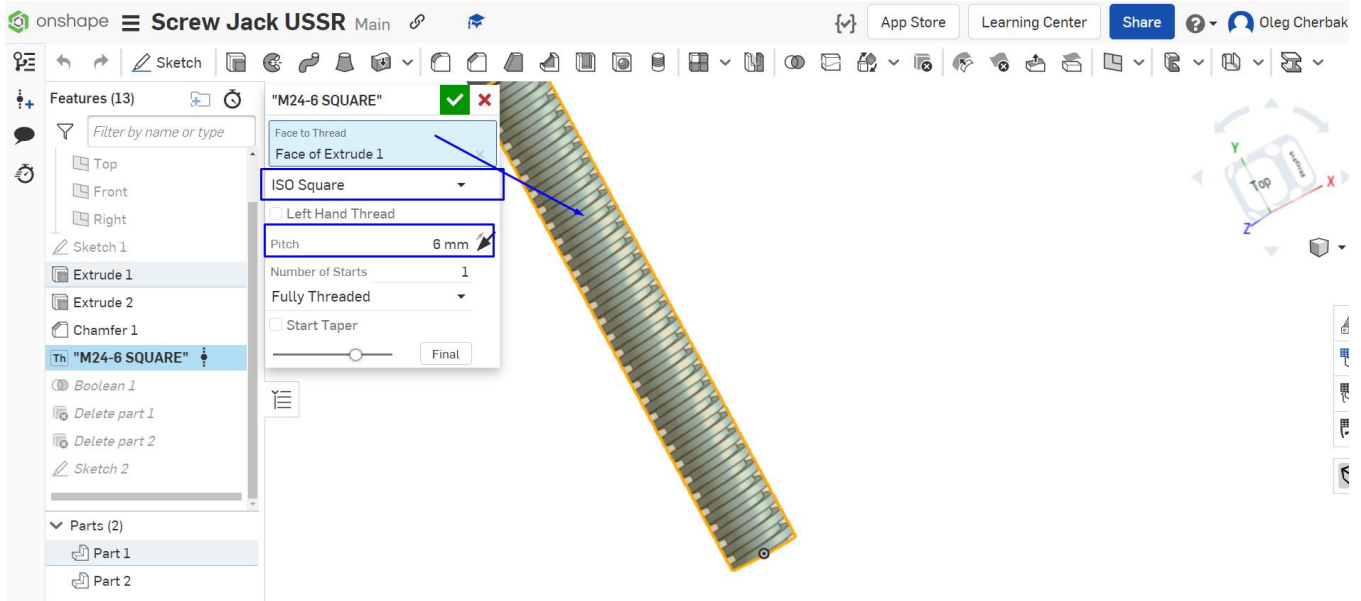 onshape Screw Jack USSR Main App Store Learning Center Share Oleg Cherbak
Sketch
Features (13)
Filter by name or type
Top
Front
Right
Sketch 1
Extrude 1
Extrude 2
Chamfer 1
Th "M24-6 SQUARE"
Boolean 1
Delete part 1
Delete part 2
Sketch 2
Parts (2)
Part 1
Part 2
"M24-6 SQUARE"
Face to Thread
Face of Extrude 1
ISO Square
Left Hand Thread
Pitch 6 mm
Number of Starts 1
Fully Threaded
Start Taper
Final
Y
Top
Right
X
Z